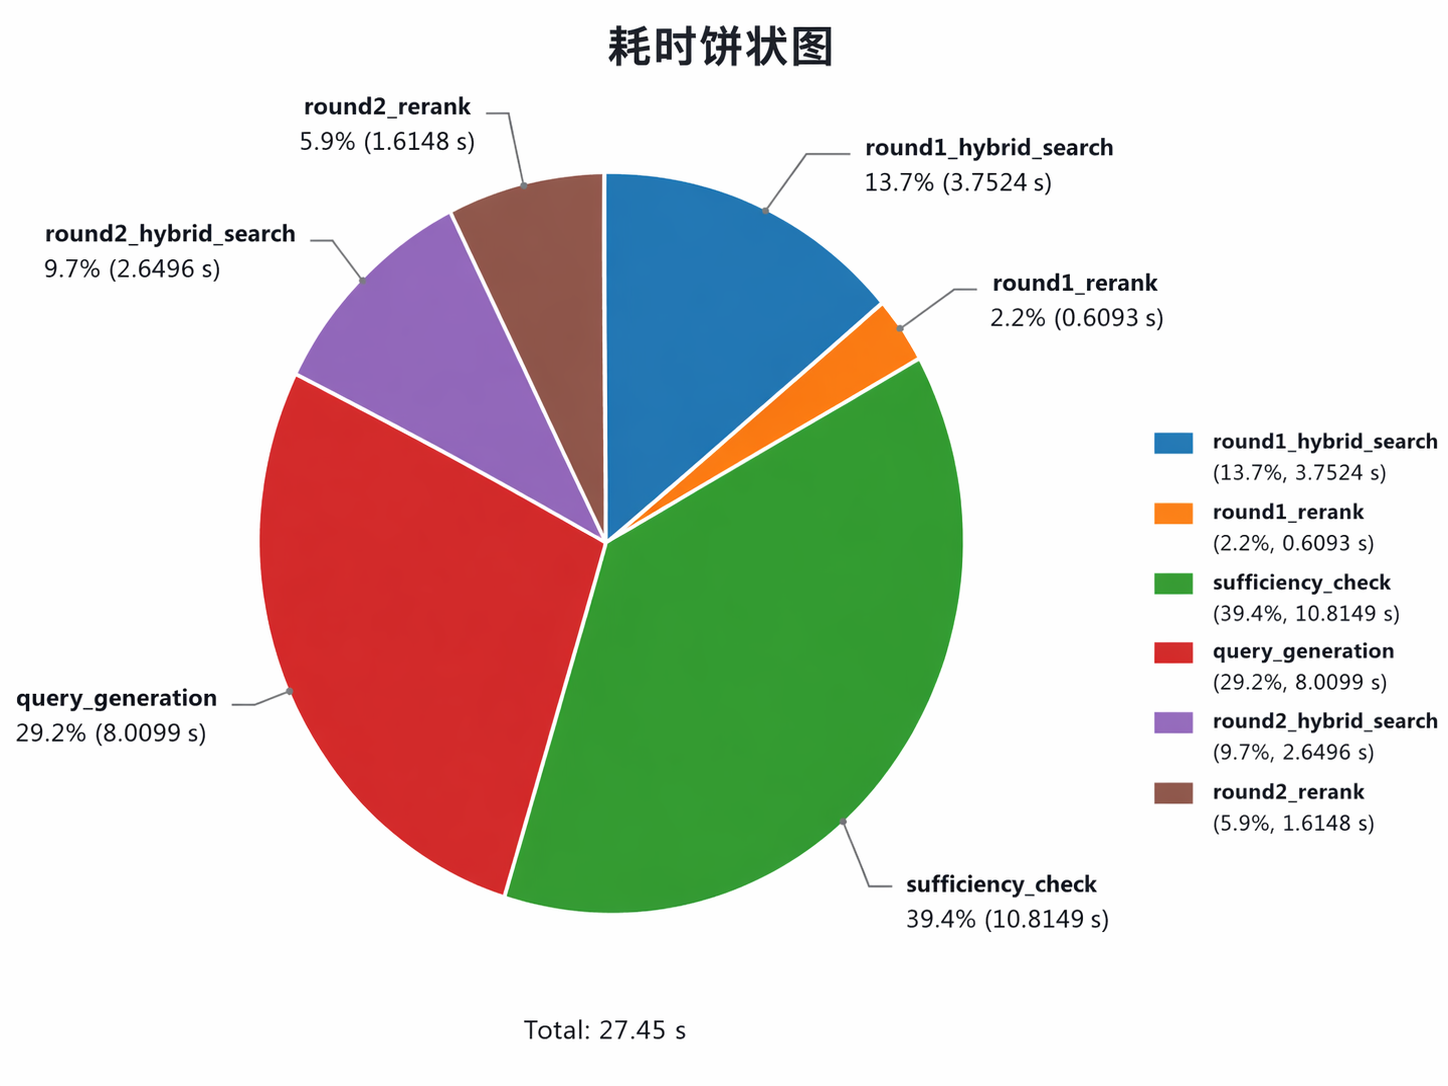 耗时饼状图
round2_rerank
5.9% (1.6148 s)
round1_hybrid_search
13.7% (3.7524 s)
round2_hybrid_search
9.7% (2.6496 s)
round1_rerank
2.2% (0.6093 s)
query_generation
29.2% (8.0099 s)
sufficiency_check
39.4% (10.8149 s)
round1_hybrid_search
(13.7%, 3.7524 s)
round1_rerank
(2.2%, 0.6093 s)
sufficiency_check
(39.4%, 10.8149 s)
query_generation
(29.2%, 8.0099 s)
round2_hybrid_search
(9.7%, 2.6496 s)
round2_rerank
(5.9%, 1.6148 s)
Total: 27.45 s